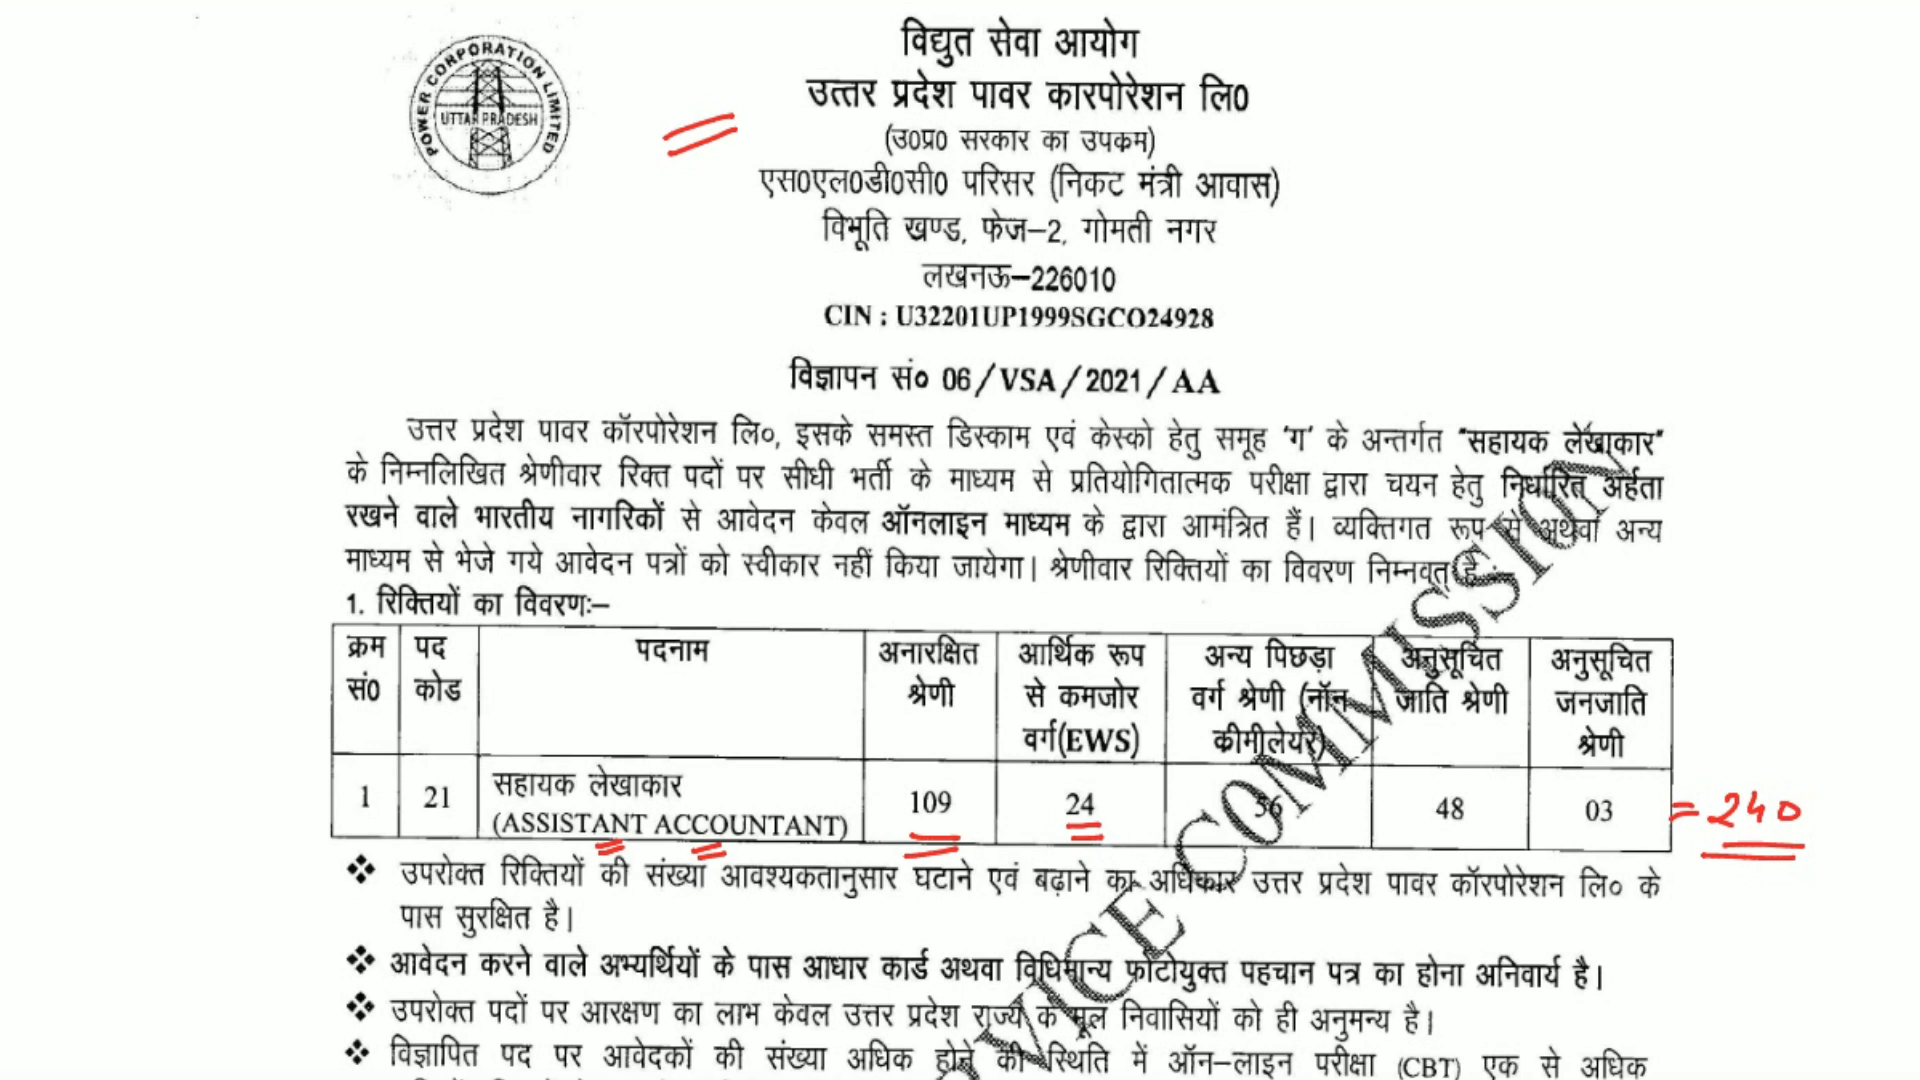 POWER CORPORATION LIMITED
UTTAR PRADESH
विद्युत सेवा आयोग
उत्तर प्रदेश पावर कारपोरेशन लि0
(उ0प्र0 सरकार का उपकम)
एस0एल0डी0सी0 परिसर (निकट मंत्री आवास)
विभूति खण्ड, फेज–2, गोमती नगर
लखनऊ–226010
CIN : U32201UP1999SGCO24928
विज्ञापन सं० 06/VSA/2021/AA
उत्तर प्रदेश पावर कॉरपोरेशन लि०, इसके समस्त डिस्काम एवं केस्को हेतु समूह 'ग' के अन्तर्गत "सहायक लेखाकार"
के निम्नलिखित श्रेणीवार रिक्त पदों पर सीधी भर्ती के माध्यम से प्रतियोगितात्मक परीक्षा द्वारा चयन हेतु निर्धारित अर्हता
रखने वाले भारतीय नागरिकों से आवेदन केवल ऑनलाइन माध्यम के द्वारा आमंत्रित हैं। व्यक्तिगत रूप से अथवा अन्य
माध्यम से भेजे गये आवेदन पत्रों को स्वीकार नहीं किया जायेगा। श्रेणीवार रिक्तियों का विवरण निम्नवत् है :–
1. रिक्तियों का विवरणः–
क्रम सं0 पद कोड पदनाम अनारक्षित श्रेणी आर्थिक रूप से कमजोर वर्ग(EWS) अन्य पिछड़ा वर्ग श्रेणी (नॉन कीमीलेयर) अनुसूचित जाति श्रेणी अनुसूचित जनजाति श्रेणी
1 21 सहायक लेखाकार (ASSISTANT ACCOUNTANT) 109 24 56 48 03 = 240
❖ उपरोक्त रिक्तियों की संख्या आवश्यकतानुसार घटाने एवं बढ़ाने का अधिकार उत्तर प्रदेश पावर कॉरपोरेशन लि० के
पास सुरक्षित है।
❖ आवेदन करने वाले अभ्यर्थियों के पास आधार कार्ड अथवा विधिमान्य फोटोयुक्त पहचान पत्र का होना अनिवार्य है।
❖ उपरोक्त पदों पर आरक्षण का लाभ केवल उत्तर प्रदेश राज्य के मूल निवासियों को ही अनुमन्य है।
❖ विज्ञापित पद पर आवेदकों की संख्या अधिक होने की स्थिति में ऑन–लाइन परीक्षा (CBT) एक से अधिक
VICE COMMISSION